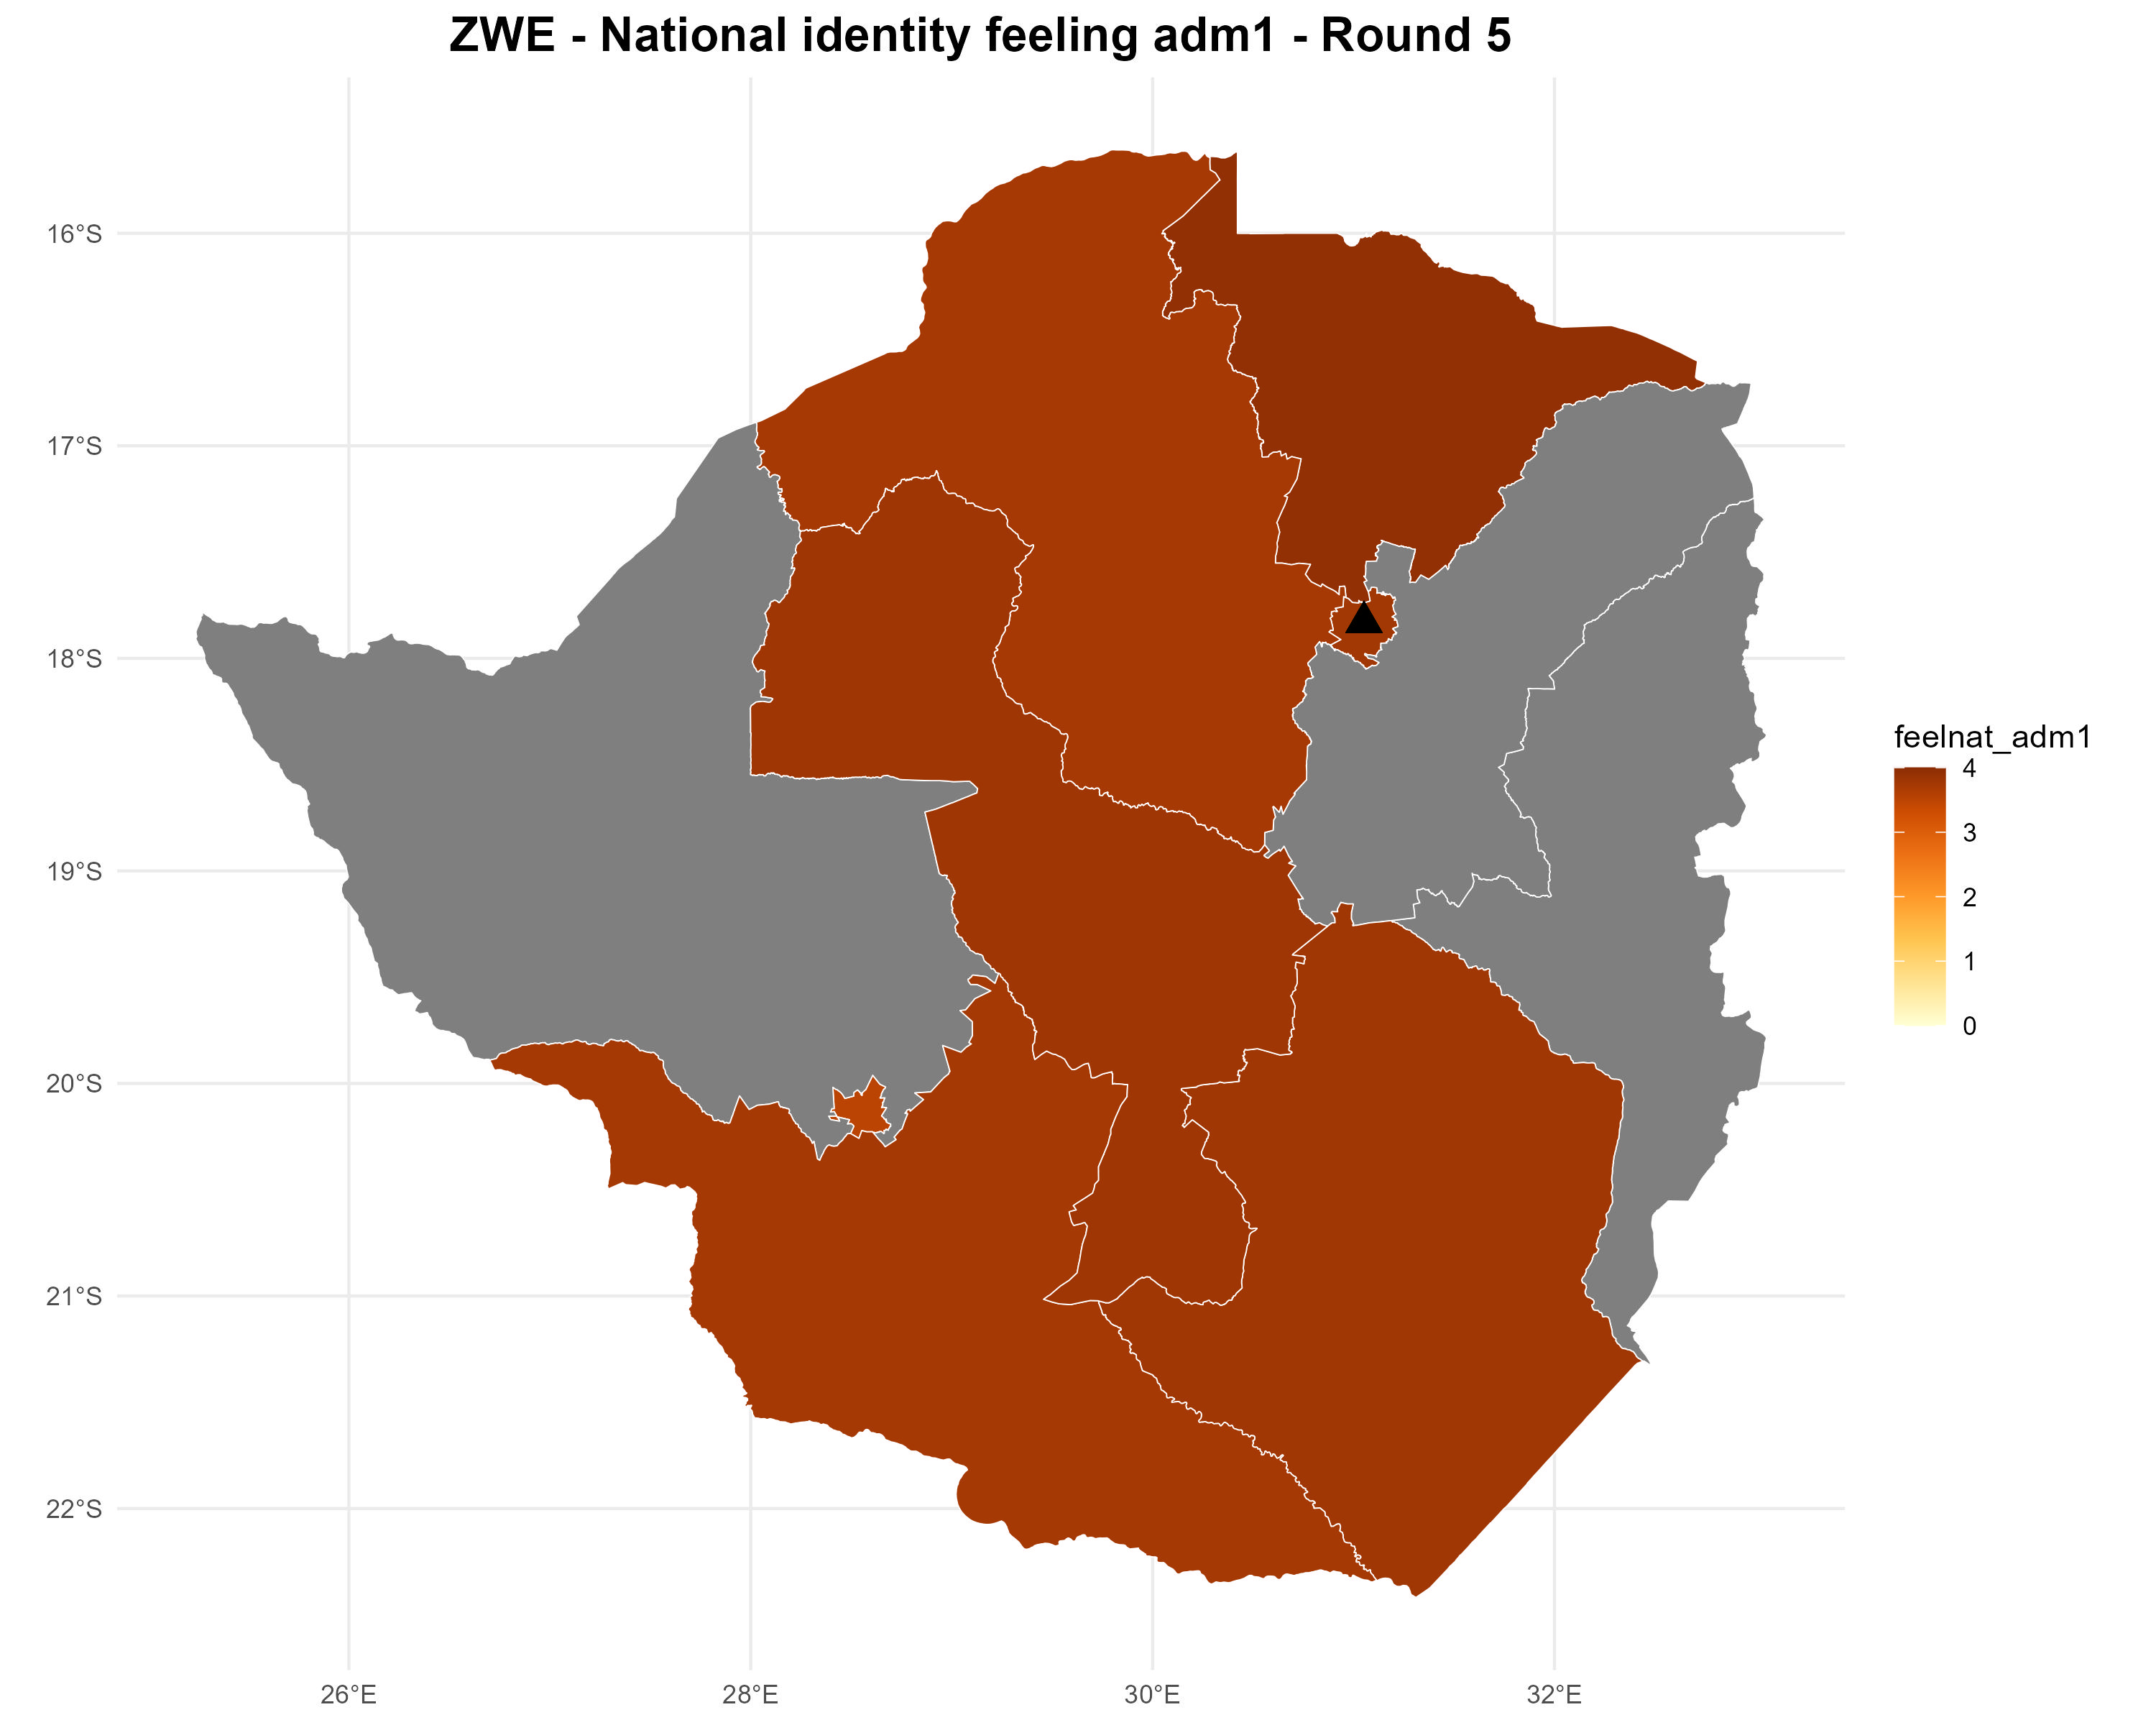 ZWE - National identity feeling adm1 - Round 5
16°S
17°S
18°S
19°S
20°S
21°S
22°S
26°E
28°E
30°E
32°E
feelnat_adm1
4
3
2
1
0